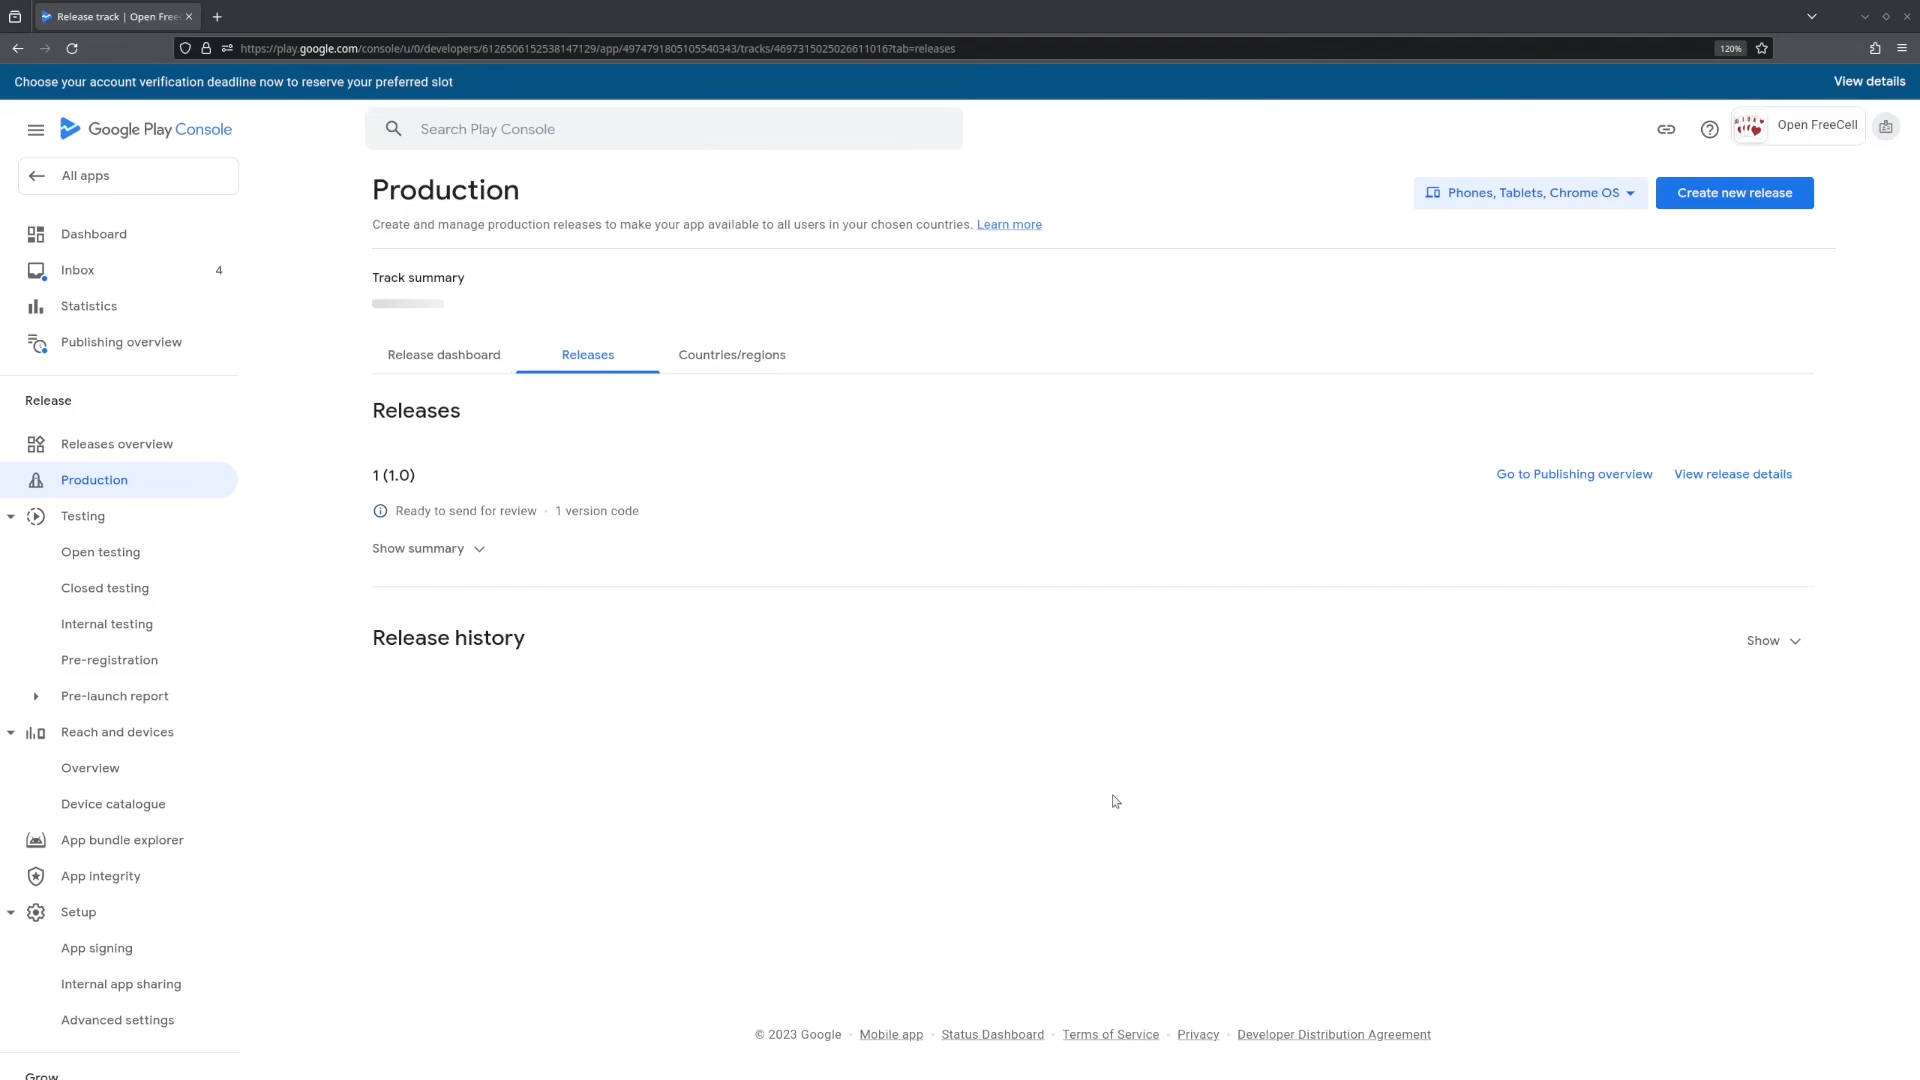 Release track | Open Free
https://play.google.com/console/u/0/developers/6126506152538147129/app/4974791805105540343/tracks/4697315025026611016?tab=releases
120%
Choose your account verification deadline now to reserve your preferred slot
View details
Google Play Console
Search Play Console
Open FreeCell
All apps
Production
Phones, Tablets, Chrome OS
Create new release
Create and manage production releases to make your app available to all users in your chosen countries. Learn more
Dashboard
Inbox 4
Statistics
Publishing overview
Track summary
Release dashboard
Releases
Countries/regions
Release
Releases overview
Production
Testing
Open testing
Closed testing
Internal testing
Pre-registration
Pre-launch report
Reach and devices
Overview
Device catalogue
App bundle explorer
App integrity
Setup
App signing
Internal app sharing
Advanced settings
Grow
Releases
1 (1.0)
Go to Publishing overview
View release details
Ready to send for review · 1 version code
Show summary
Release history
Show
© 2023 Google · Mobile app · Status Dashboard · Terms of Service · Privacy · Developer Distribution Agreement